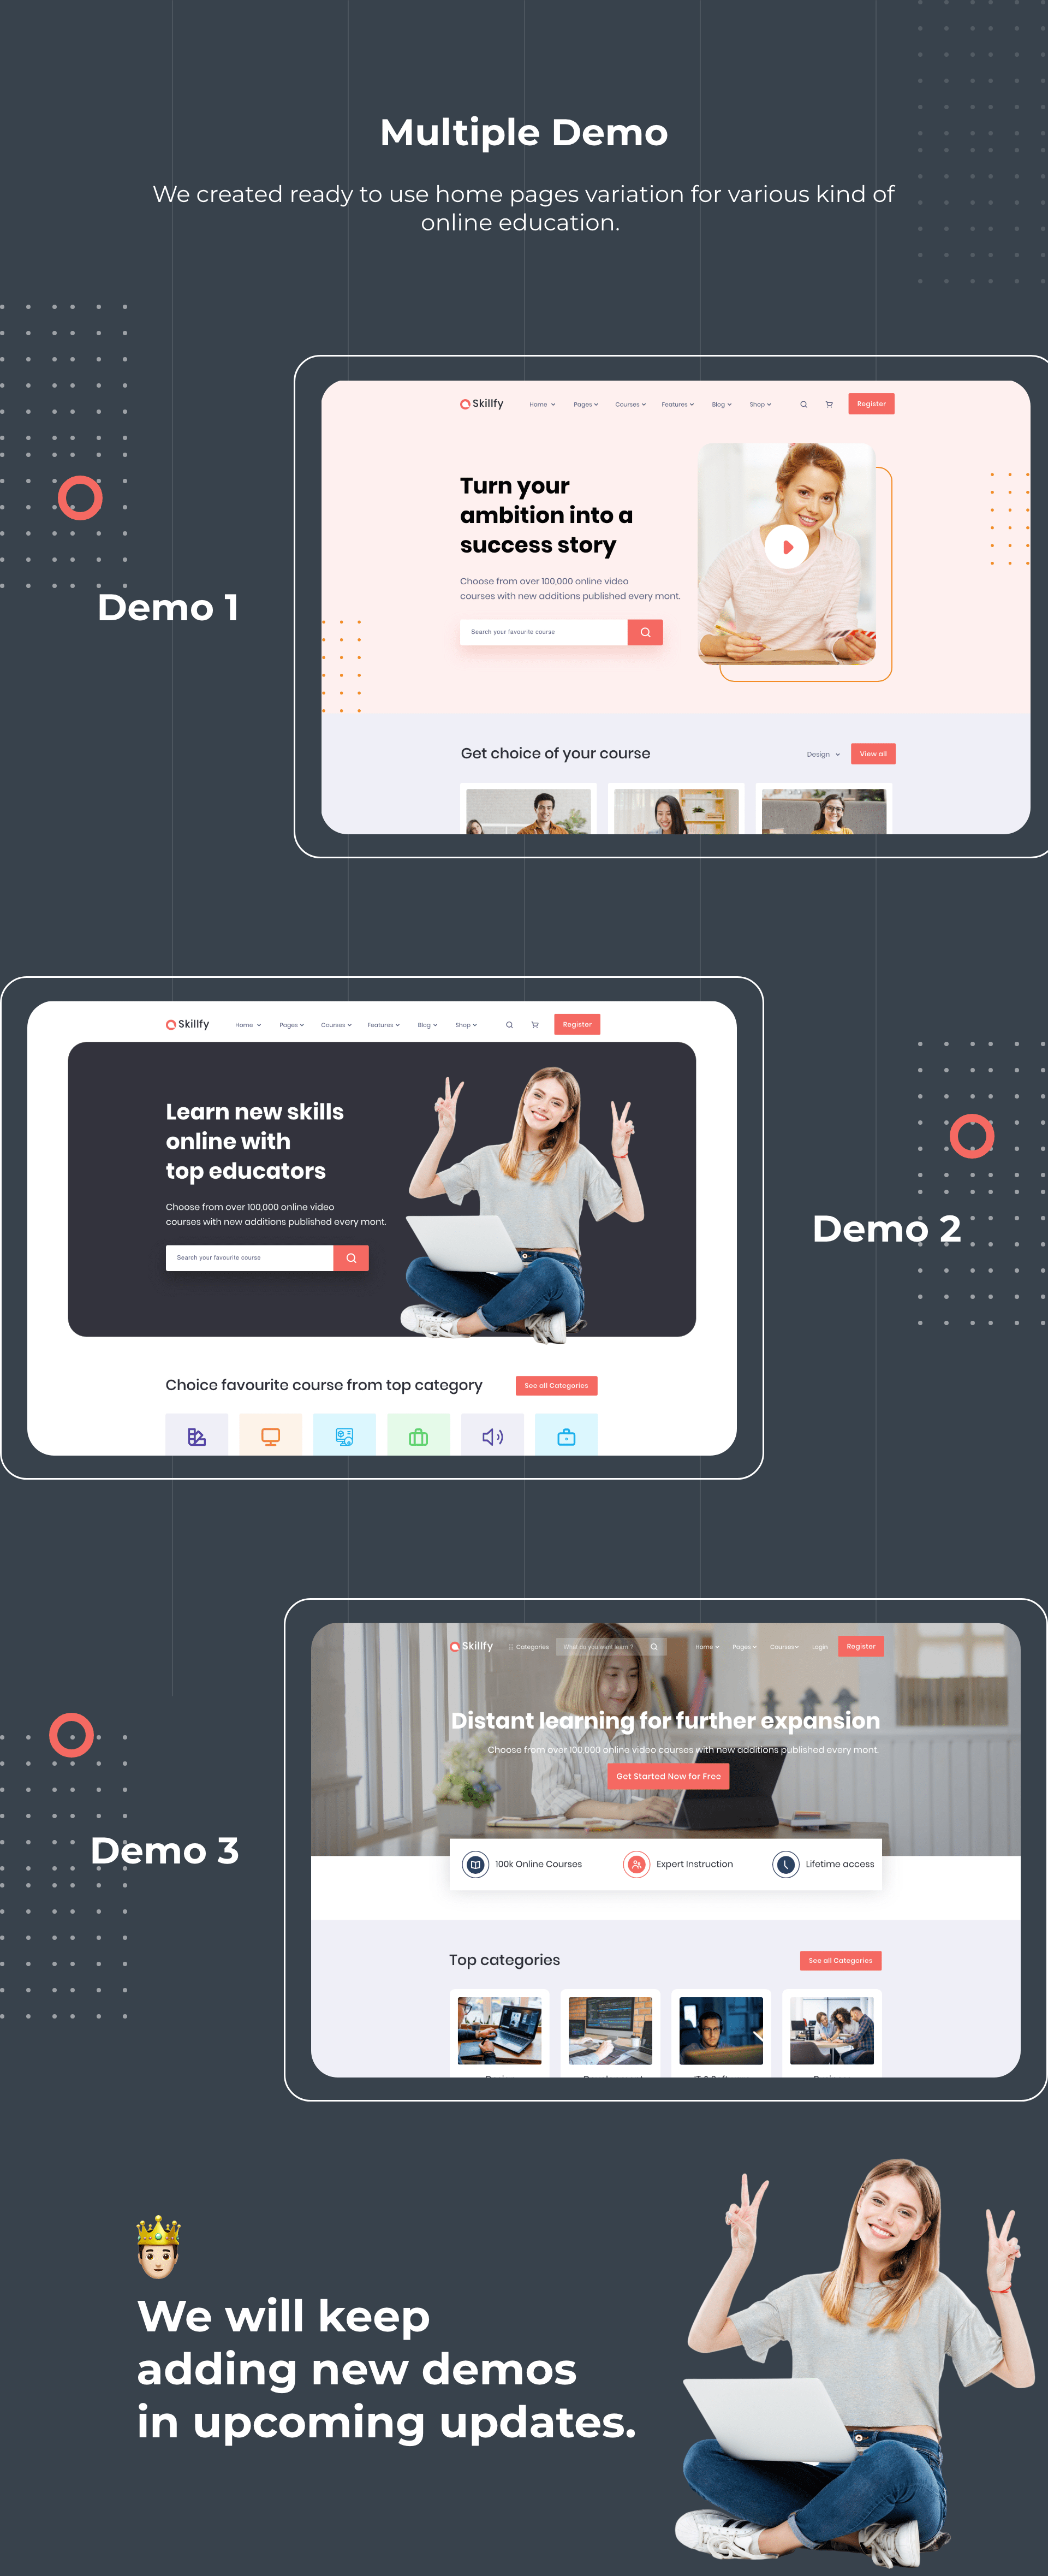 Multiple Demo
We created ready to use home pages variation for various kind of
online education.
Skillfy
Home
Pages
Courses
Features
Blog
Shop
Register
Turn your
ambition into a
success story
Choose from over 100,000 online video
courses with new additions published every mont.
Search your favourite course
Demo 1
Get choice of your course
Design
View all
Skillfy
Home
Pages
Courses
Features
Blog
Shop
Register
Learn new skills
online with
top educators
Choose from over 100,000 online video
courses with new additions published every mont.
Search your favourite course
Demo 2
Choice favourite course from top category
See all Categories
Skillfy
Categories
What do you want learn ?
Home
Pages
Courses
Login
Register
Distant learning for further expansion
Choose from over 100,000 online video courses with new additions published every mont.
Get Started Now for Free
Demo 3
100k Online Courses
Expert Instruction
Lifetime access
Top categories
See all Categories
We will keep
adding new demos
in upcoming updates.